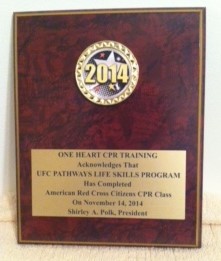 2014
ONE HEART CPR TRAINING
Acknowledges That
UFC PATHWAYS LIFE SKILLS PROGRAM
Has Completed
American Red Cross Citizens CPR Class
On November 14, 2014
Shirley A. Polk, President